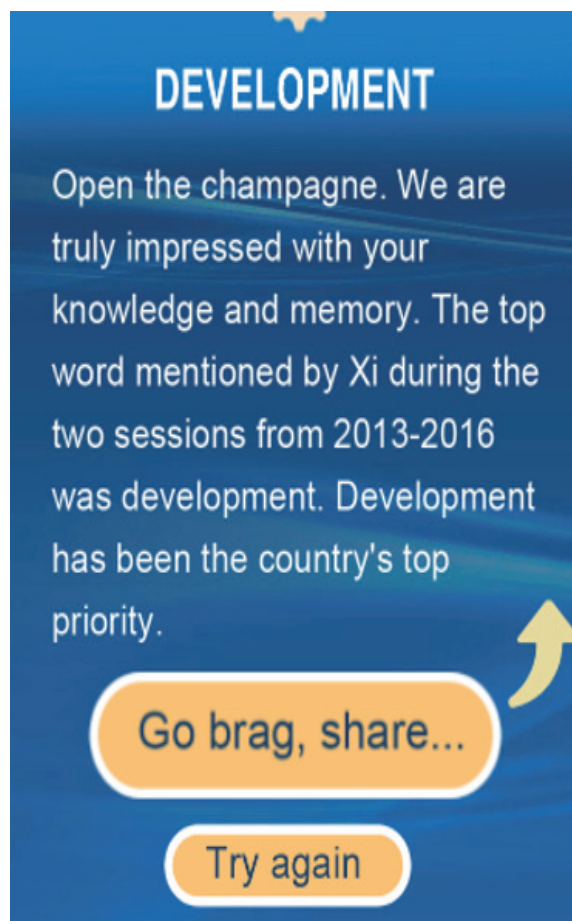 DEVELOPMENT
Open the champagne. We are
truly impressed with your
knowledge and memory. The top
word mentioned by Xi during the
two sessions from 2013-2016
was development. Development
has been the country's top
priority.
Go brag, share...
Try again